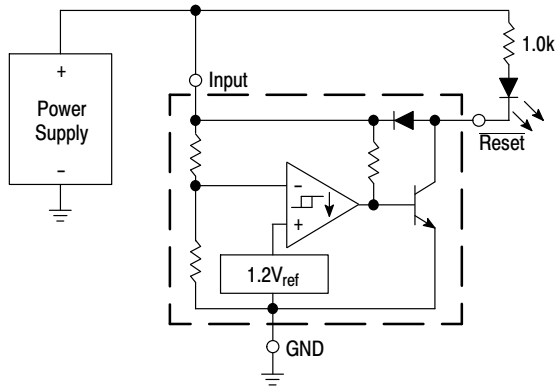 1.0k
+
Input
Power
Supply
-
Reset
-
+
1.2Vref
GND